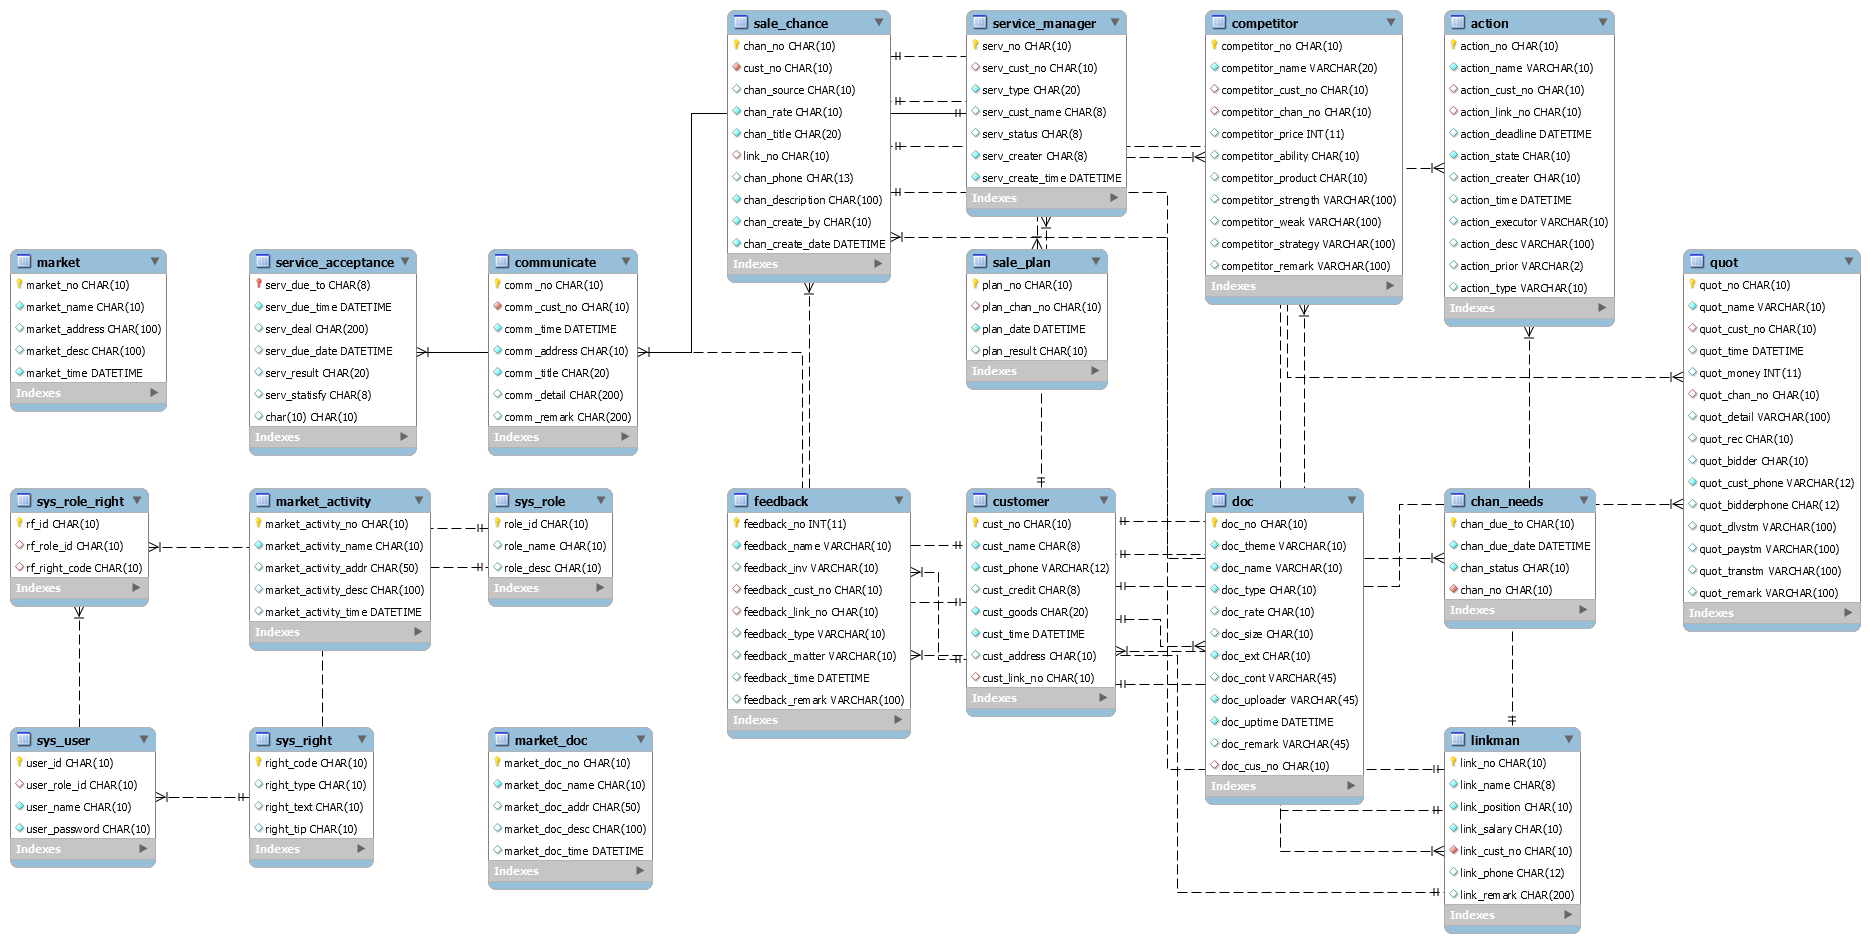 sale_chance
chan_no CHAR(10)
cust_no CHAR(10)
chan_source CHAR(10)
chan_rate CHAR(10)
chan_title CHAR(20)
link_no CHAR(10)
chan_phone CHAR(13)
chan_description CHAR(100)
chan_create_by CHAR(10)
chan_create_date DATETIME
Indexes
service_manager
serv_no CHAR(10)
serv_cust_no CHAR(10)
serv_type CHAR(20)
serv_cust_name CHAR(8)
serv_status CHAR(8)
serv_creater CHAR(8)
serv_create_time DATETIME
Indexes
competitor
competitor_no CHAR(10)
competitor_name VARCHAR(20)
competitor_cust_no CHAR(10)
competitor_chan_no CHAR(10)
competitor_price INT(11)
competitor_ability CHAR(10)
competitor_product CHAR(10)
competitor_strength VARCHAR(100)
competitor_weak VARCHAR(100)
competitor_strategy VARCHAR(100)
competitor_remark VARCHAR(100)
Indexes
action
action_no CHAR(10)
action_name VARCHAR(10)
action_cust_no CHAR(10)
action_link_no CHAR(10)
action_deadline DATETIME
action_state CHAR(10)
action_creater CHAR(10)
action_time DATETIME
action_executor VARCHAR(10)
action_desc VARCHAR(100)
action_prior VARCHAR(2)
action_type VARCHAR(10)
Indexes
market
market_no CHAR(10)
market_name CHAR(10)
market_address CHAR(100)
market_desc CHAR(100)
market_time DATETIME
Indexes
service_acceptance
serv_due_to CHAR(8)
serv_due_time DATETIME
serv_deal CHAR(200)
serv_due_date DATETIME
serv_result CHAR(20)
serv_statisfy CHAR(8)
char(10) CHAR(10)
Indexes
communicate
comm_no CHAR(10)
comm_cust_no CHAR(10)
comm_time DATETIME
comm_address CHAR(10)
comm_title CHAR(20)
comm_detail CHAR(200)
comm_remark CHAR(200)
Indexes
sale_plan
plan_no CHAR(10)
plan_chan_no CHAR(10)
plan_date DATETIME
plan_result CHAR(10)
Indexes
quot
quot_no CHAR(10)
quot_name VARCHAR(10)
quot_cust_no CHAR(10)
quot_time DATETIME
quot_money INT(11)
quot_chan_no CHAR(10)
quot_detail VARCHAR(100)
quot_rec CHAR(10)
quot_bidder CHAR(10)
quot_cust_phone VARCHAR(12)
quot_bidderphone CHAR(12)
quot_dlvstm VARCHAR(100)
quot_paystm VARCHAR(100)
quot_transtm VARCHAR(100)
quot_remark VARCHAR(100)
Indexes
sys_role_right
rf_id CHAR(10)
rf_role_id CHAR(10)
rf_right_code CHAR(10)
Indexes
market_activity
market_activity_no CHAR(10)
market_activity_name CHAR(10)
market_activity_addr CHAR(50)
market_activity_desc CHAR(100)
market_activity_time DATETIME
Indexes
sys_role
role_id CHAR(10)
role_name CHAR(10)
role_desc CHAR(10)
Indexes
feedback
feedback_no INT(11)
feedback_name VARCHAR(10)
feedback_inv VARCHAR(10)
feedback_cust_no CHAR(10)
feedback_link_no CHAR(10)
feedback_type VARCHAR(10)
feedback_matter VARCHAR(10)
feedback_time DATETIME
feedback_remark VARCHAR(100)
Indexes
customer
cust_no CHAR(10)
cust_name CHAR(8)
cust_phone VARCHAR(12)
cust_credit CHAR(8)
cust_goods CHAR(20)
cust_time DATETIME
cust_address CHAR(10)
cust_link_no CHAR(10)
Indexes
doc
doc_no CHAR(10)
doc_theme VARCHAR(10)
doc_name VARCHAR(10)
doc_type CHAR(10)
doc_rate CHAR(10)
doc_size CHAR(10)
doc_ext CHAR(10)
doc_cont VARCHAR(45)
doc_uploader VARCHAR(45)
doc_uptime DATETIME
doc_remark VARCHAR(45)
doc_cus_no CHAR(10)
Indexes
chan_needs
chan_due_to CHAR(10)
chan_due_date DATETIME
chan_status CHAR(10)
chan_no CHAR(10)
Indexes
sys_user
user_id CHAR(10)
user_role_id CHAR(10)
user_name CHAR(10)
user_password CHAR(10)
Indexes
sys_right
right_code CHAR(10)
right_type CHAR(10)
right_text CHAR(10)
right_tip CHAR(10)
Indexes
market_doc
market_doc_no CHAR(10)
market_doc_name CHAR(10)
market_doc_addr CHAR(50)
market_doc_desc CHAR(100)
market_doc_time DATETIME
Indexes
linkman
link_no CHAR(10)
link_name CHAR(8)
link_position CHAR(10)
link_salary CHAR(10)
link_cust_no CHAR(10)
link_phone CHAR(12)
link_remark CHAR(200)
Indexes